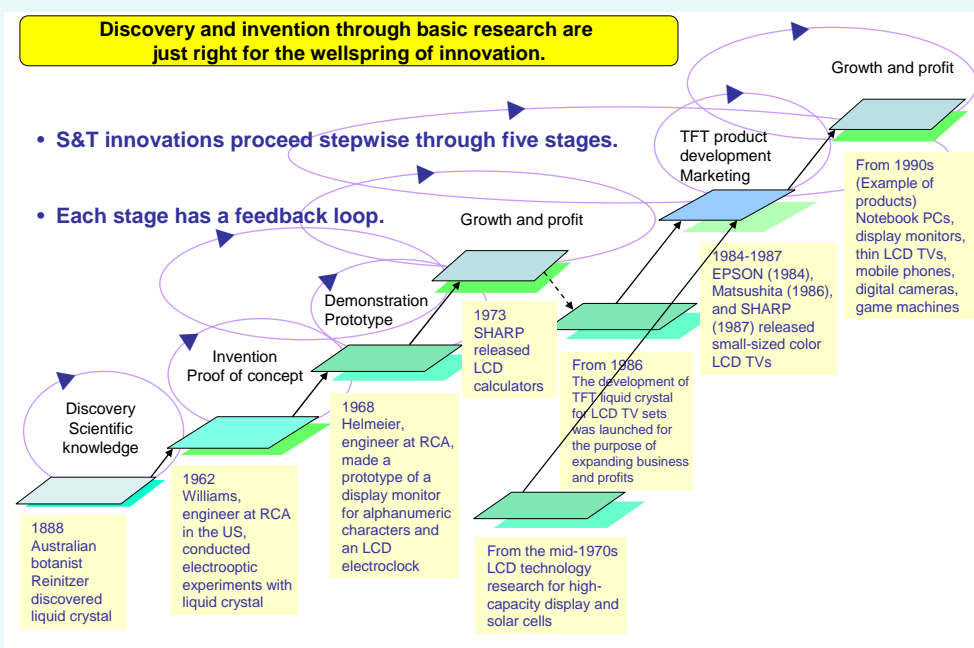 Discovery and invention through basic research are
just right for the wellspring of innovation.
Growth and profit
• S&T innovations proceed stepwise through five stages.
TFT product
development
Marketing
• Each stage has a feedback loop.
Growth and profit
From 1990s
(Example of
products)
Notebook PCs,
display monitors,
thin LCD TVs,
mobile phones,
digital cameras,
game machines
1984-1987
EPSON (1984),
Matsushita (1986),
and SHARP
(1987) released
small-sized color
LCD TVs
Demonstration
Prototype
1973
SHARP
released
LCD
calculators
Invention
Proof of concept
From 1986
The development of
TFT liquid crystal
for LCD TV sets
was launched for
the purpose of
expanding business
and profits
Discovery
Scientific
knowledge
1968
Helmeier,
engineer at RCA,
made a
prototype of a
display monitor
for alphanumeric
characters and
an LCD
electroclock
1962
Williams,
engineer at RCA
in the US,
conducted
electrooptic
experiments with
liquid crystal
1888
Australian
botanist
Reinitzer
discovered
liquid crystal
From the mid-1970s
LCD technology
research for high-
capacity display and
solar cells